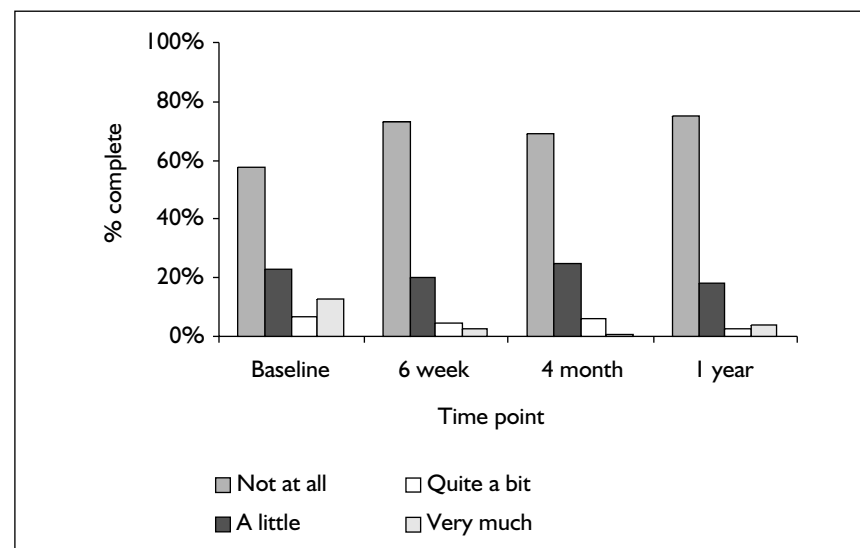 100%
80%
60%
40%
20%
0%
% complete
Baseline
6 week
4 month
1 year
Time point
Not at all
Quite a bit
A little
Very much